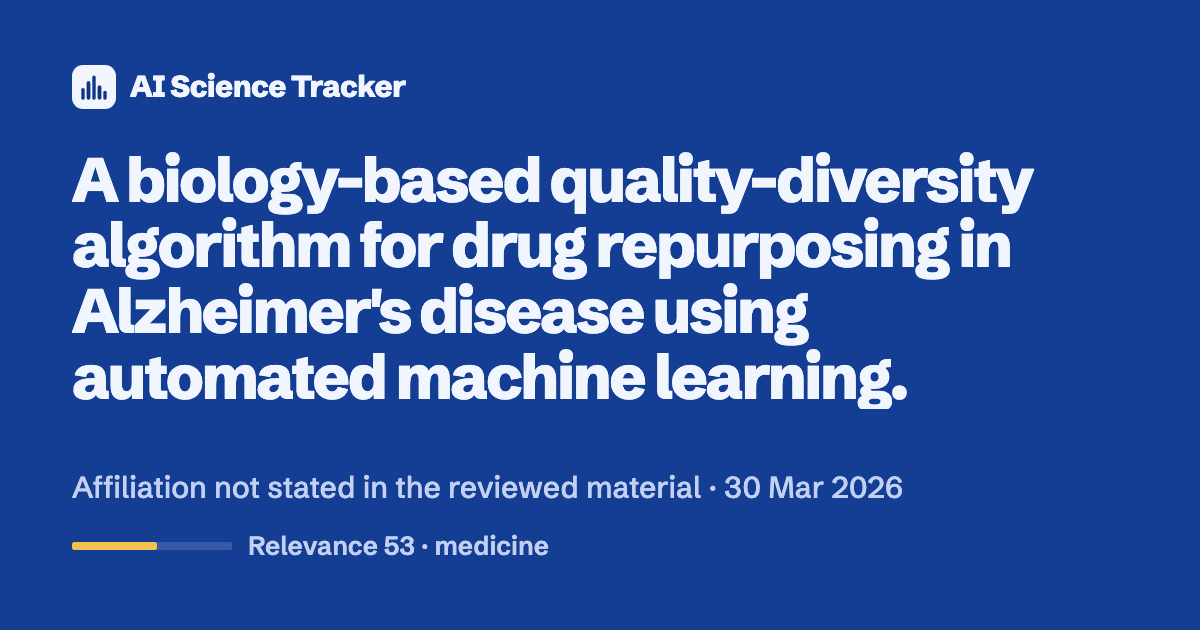 AI Science Tracker
A biology-based quality-diversity
algorithm for drug repurposing in
Alzheimer's disease using
automated machine learning.
Affiliation not stated in the reviewed material · 30 Mar 2026
Relevance 53 · medicine